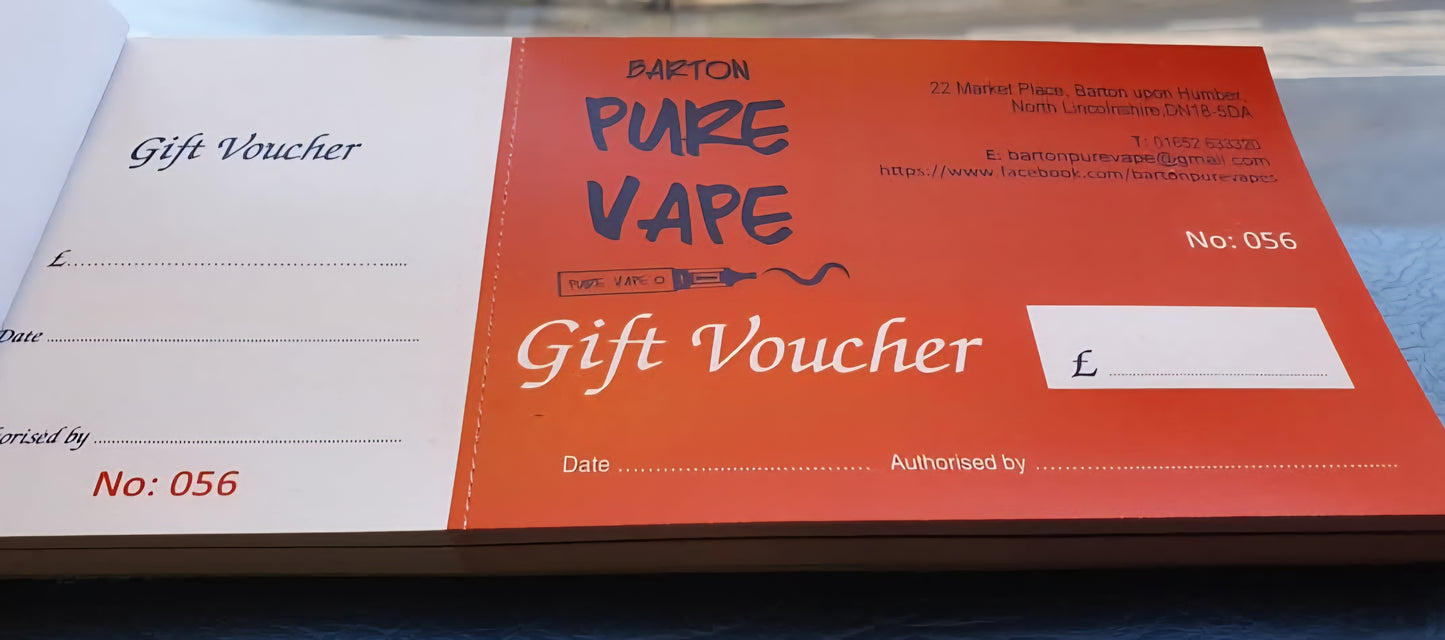 Gift Voucher
£
Date
orised by
No: 056
BARTON
PURE
VAPE
PURE VAPE
22 Market Place, Barton upon Humber,
North Lincolnshire,DN18-5DA
T: 01652 633320
E: bartonpurevape@gmail com
https://www.facebook.com/bartonpurevapes
No: 056
Gift Voucher
£
Date
Authorised by